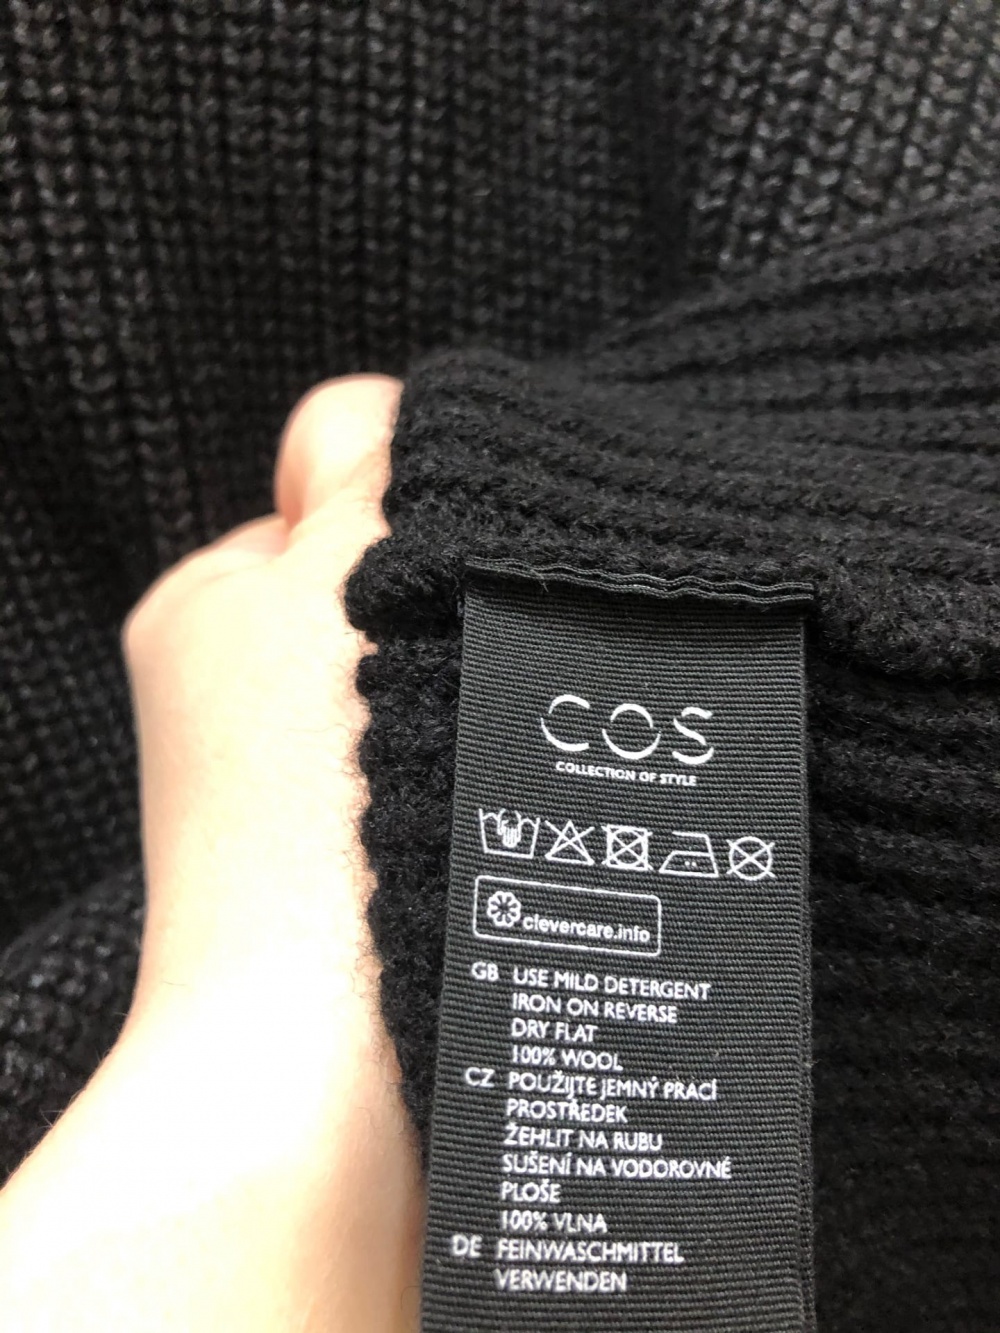 COS
COLLECTION OF STYLE
clevercare.info
GB USE MILD DETERGENT
IRON ON REVERSE
DRY FLAT
100% WOOL
CZ POUŽIJTE JEMNÝ PRACÍ
PROSTŘEDEK
ŽEHLIT NA RUBU
SUŠENÍ NA VODOROVNÉ
PLOŠE
100% VLNA
DE FEINWASCHMITTEL
VERWENDEN